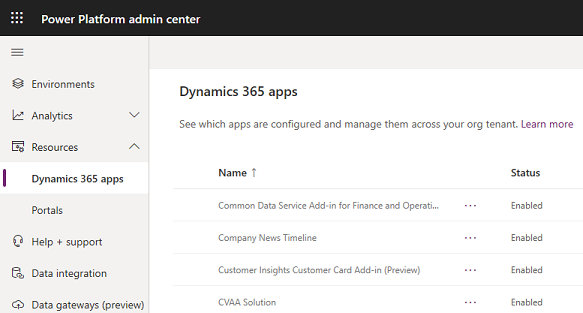 Power Platform admin center
Environments
Analytics
Resources
Dynamics 365 apps
Portals
Help + support
Data integration
Data gateways (preview)
Dynamics 365 apps
See which apps are configured and manage them across your org tenant. Learn more
Name ↑ Status
Common Data Service Add-in for Finance and Operati... ··· Enabled
Company News Timeline ··· Enabled
Customer Insights Customer Card Add-in (Preview) ··· Enabled
CVAA Solution ··· Enabled